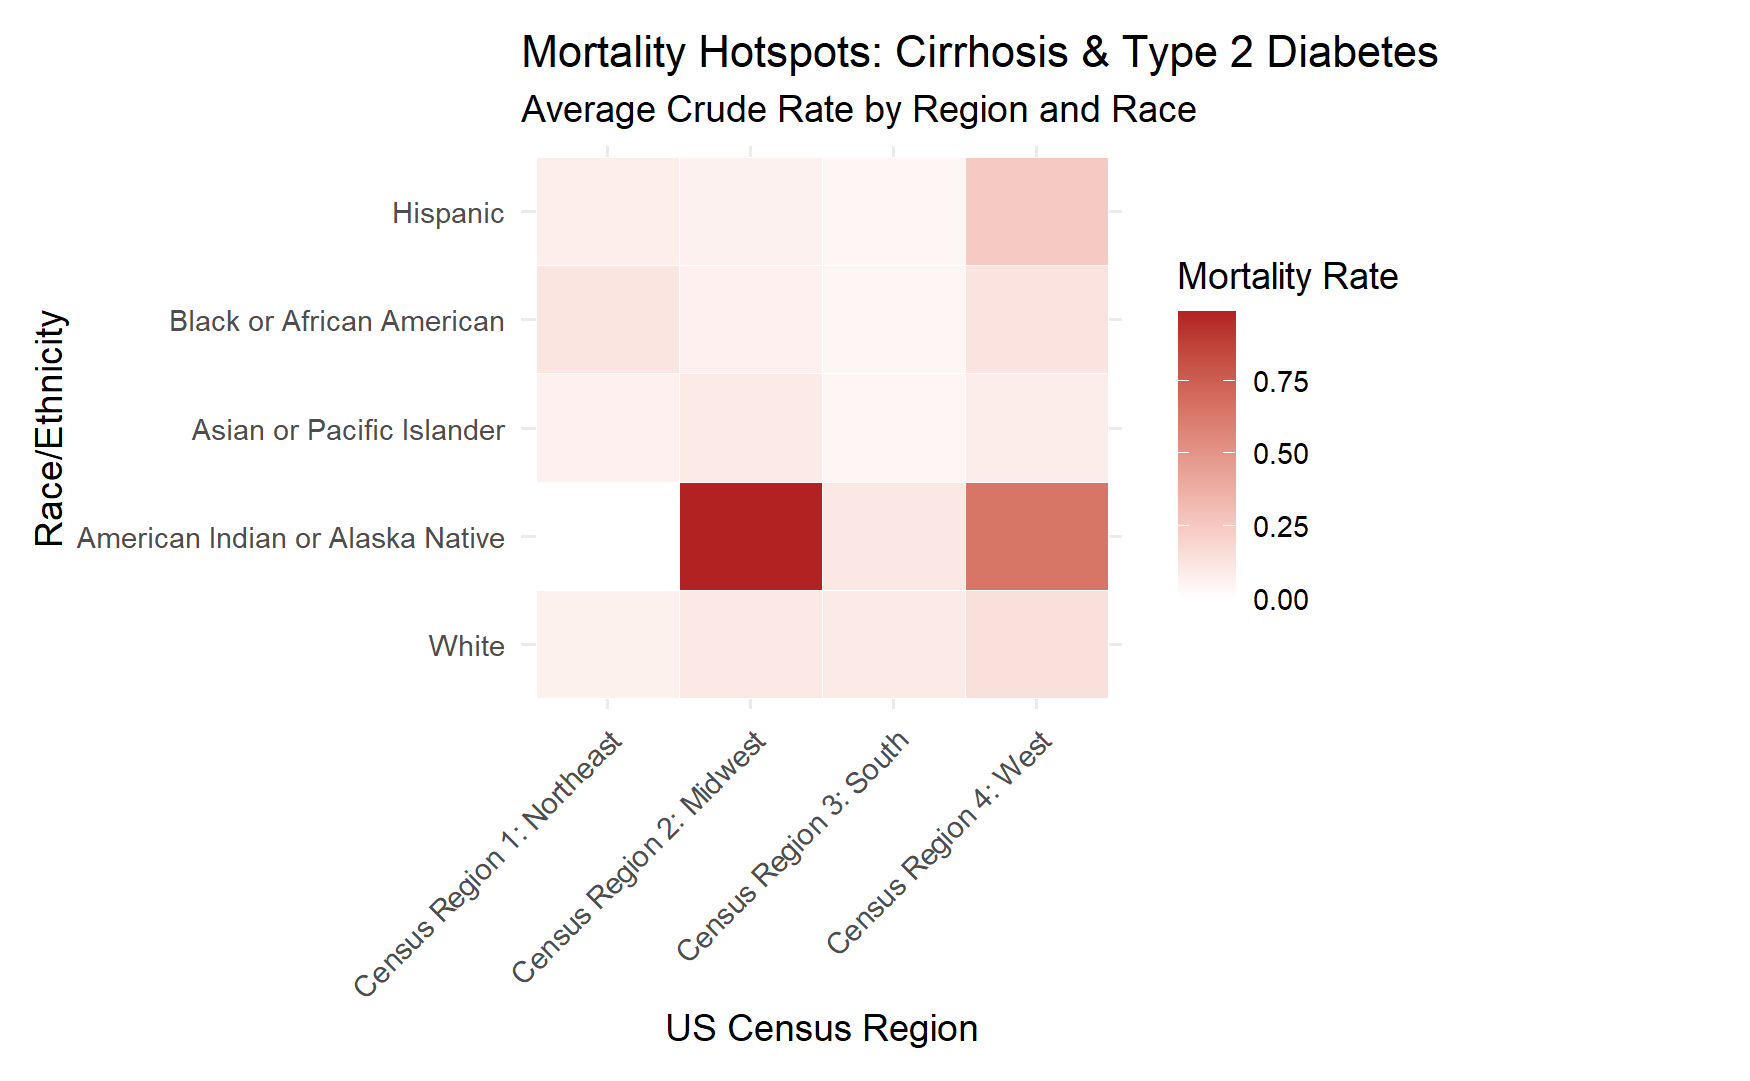 Mortality Hotspots: Cirrhosis & Type 2 Diabetes
Average Crude Rate by Region and Race
Race/Ethnicity
Hispanic
Black or African American
Asian or Pacific Islander
American Indian or Alaska Native
White
Census Region 1: Northeast
Census Region 2: Midwest
Census Region 3: South
Census Region 4: West
US Census Region
Mortality Rate
0.75
0.50
0.25
0.00